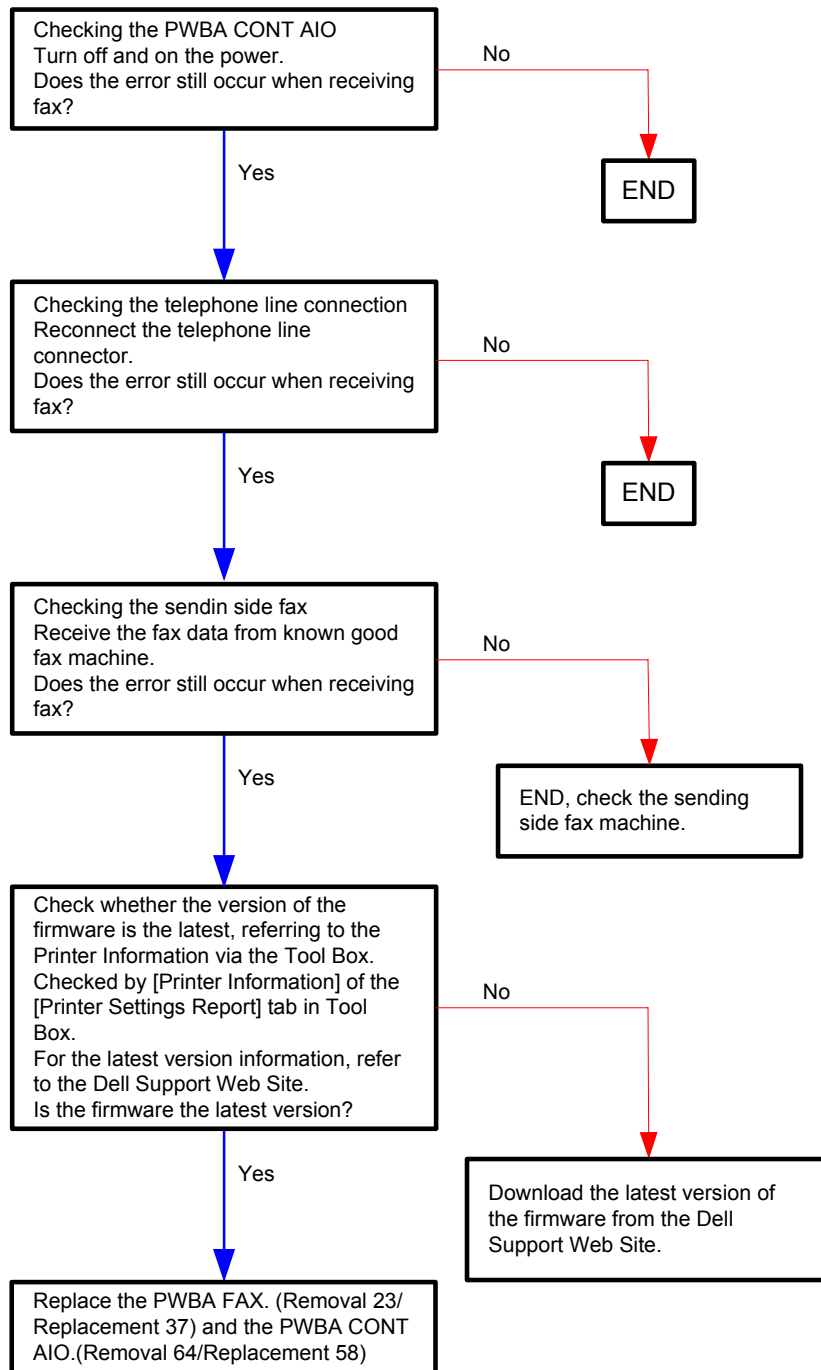 Checking the PWBA CONT AIO
Turn off and on the power.
Does the error still occur when receiving
fax?
No
Yes
END
Checking the telephone line connection
Reconnect the telephone line
connector.
Does the error still occur when receiving
fax?
No
Yes
END
Checking the sendin side fax
Receive the fax data from known good
fax machine.
Does the error still occur when receiving
fax?
No
Yes
END, check the sending
side fax machine.
Check whether the version of the
firmware is the latest, referring to the
Printer Information via the Tool Box.
Checked by [Printer Information] of the
[Printer Settings Report] tab in Tool
Box.
For the latest version information, refer
to the Dell Support Web Site.
Is the firmware the latest version?
No
Yes
Download the latest version of
the firmware from the Dell
Support Web Site.
Replace the PWBA FAX. (Removal 23/
Replacement 37) and the PWBA CONT
AIO.(Removal 64/Replacement 58)